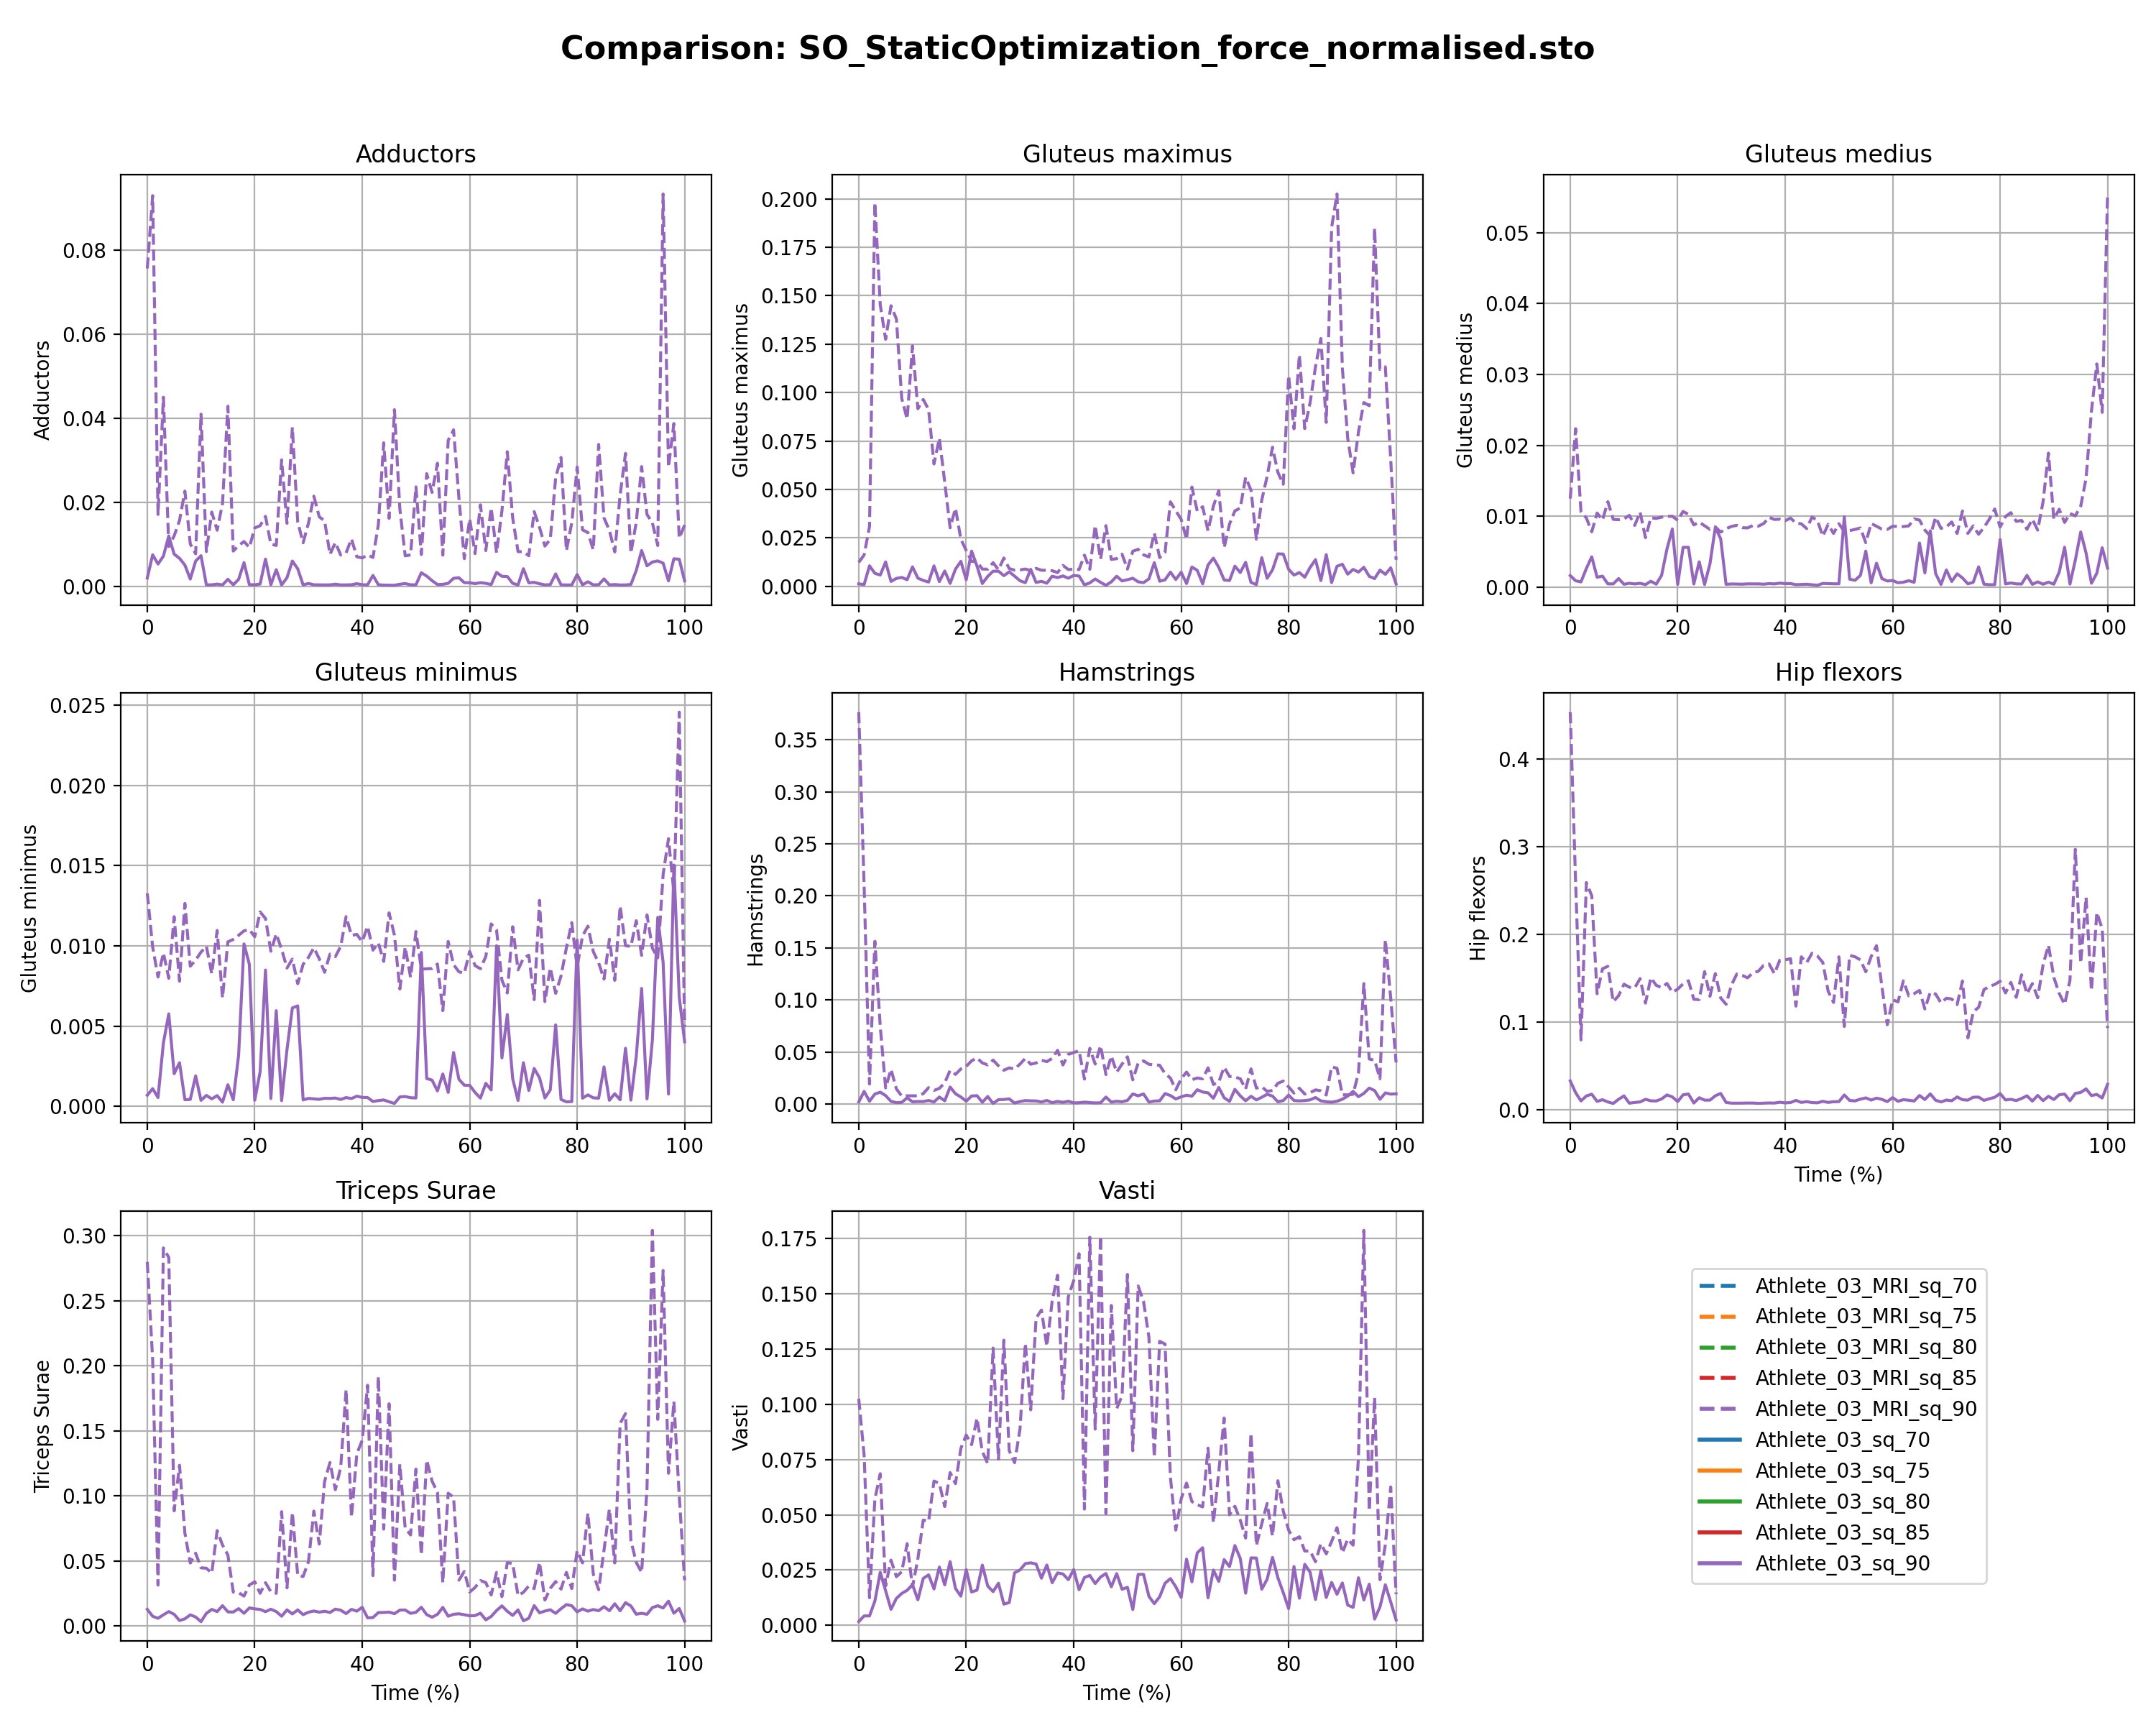 Comparison: SO_StaticOptimization_force_normalised.sto
Adductors
Adductors
0.08
0.06
0.04
0.02
0.00
0 20 40 60 80 100
Gluteus maximus
Gluteus maximus
0.200
0.175
0.150
0.125
0.100
0.075
0.050
0.025
0.000
0 20 40 60 80 100
Gluteus medius
Gluteus medius
0.05
0.04
0.03
0.02
0.01
0.00
0 20 40 60 80 100
Gluteus minimus
Gluteus minimus
0.025
0.020
0.015
0.010
0.005
0.000
0 20 40 60 80 100
Hamstrings
Hamstrings
0.35
0.30
0.25
0.20
0.15
0.10
0.05
0.00
0 20 40 60 80 100
Hip flexors
Hip flexors
0.4
0.3
0.2
0.1
0.0
0 20 40 60 80 100
Time (%)
Triceps Surae
Triceps Surae
0.30
0.25
0.20
0.15
0.10
0.05
0.00
0 20 40 60 80 100
Time (%)
Vasti
Vasti
0.175
0.150
0.125
0.100
0.075
0.050
0.025
0.000
0 20 40 60 80 100
Time (%)
Athlete_03_MRI_sq_70
Athlete_03_MRI_sq_75
Athlete_03_MRI_sq_80
Athlete_03_MRI_sq_85
Athlete_03_MRI_sq_90
Athlete_03_sq_70
Athlete_03_sq_75
Athlete_03_sq_80
Athlete_03_sq_85
Athlete_03_sq_90